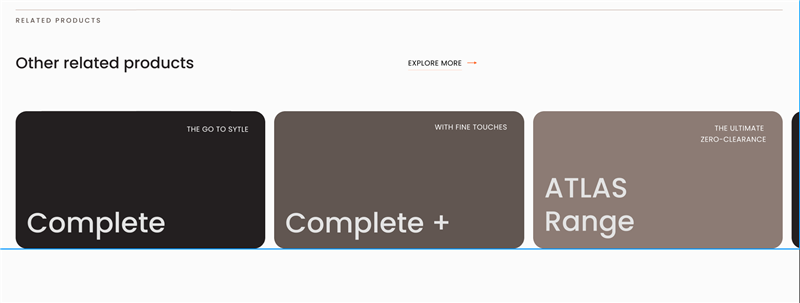 RELATED PRODUCTS
Other related products
EXPLORE MORE
THE GO TO SYTLE
Complete
WITH FINE TOUCHES
Complete +
THE ULTIMATE
ZERO-CLEARANCE
ATLAS
Range